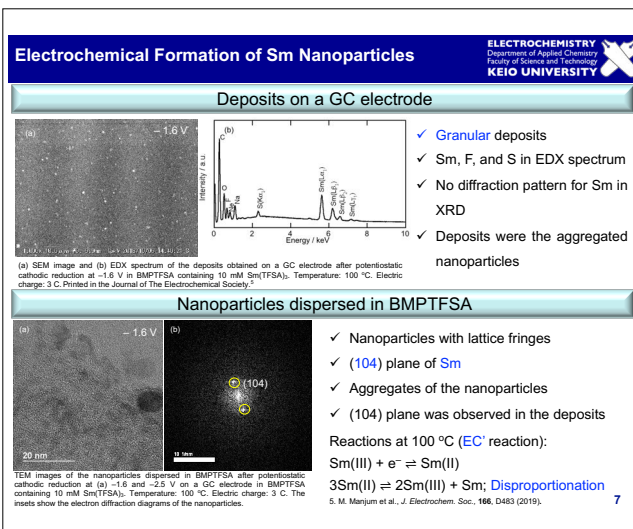 Electrochemical Formation of Sm Nanoparticles
ELECTROCHEMISTRY
Department of Applied Chemistry
Faculty of Science and Technology
KEIO UNIVERSITY
Deposits on a GC electrode
(a)
– 1.6 V
(b)
Intensity / a.u.
C
O
F
Na
S(Kα₁)
Sm(Lα₁)
Sm(Lβ₁)
Sm(Lβ₂)
Sm(Lγ₁)
0 2 4 6 8 10
Energy / keV
✓ Granular deposits
✓ Sm, F, and S in EDX spectrum
✓ No diffraction pattern for Sm in
XRD
✓ Deposits were the aggregated
nanoparticles
(a) SEM image and (b) EDX spectrum of the deposits obtained on a GC electrode after potentiostatic
cathodic reduction at –1.6 V in BMPTFSA containing 10 mM Sm(TFSA)₃. Temperature: 100 °C. Electric
charge: 3 C. Printed in the Journal of The Electrochemical Society.⁵
Nanoparticles dispersed in BMPTFSA
(a)
– 1.6 V
20 nm
(b)
(104)
✓ Nanoparticles with lattice fringes
✓ (104) plane of Sm
✓ Aggregates of the nanoparticles
✓ (104) plane was observed in the deposits
Reactions at 100 °C (EC' reaction):
Sm(III) + e⁻ ⇌ Sm(II)
3Sm(II) ⇌ 2Sm(III) + Sm; Disproportionation
TEM images of the nanoparticles dispersed in BMPTFSA after potentiostatic
cathodic reduction at (a) –1.6 and –2.5 V on a GC electrode in BMPTFSA
containing 10 mM Sm(TFSA)₃. Temperature: 100 °C. Electric charge: 3 C. The
insets show the electron diffraction diagrams of the nanoparticles.
5. M. Manjum et al., J. Electrochem. Soc., 166, D483 (2019).
7